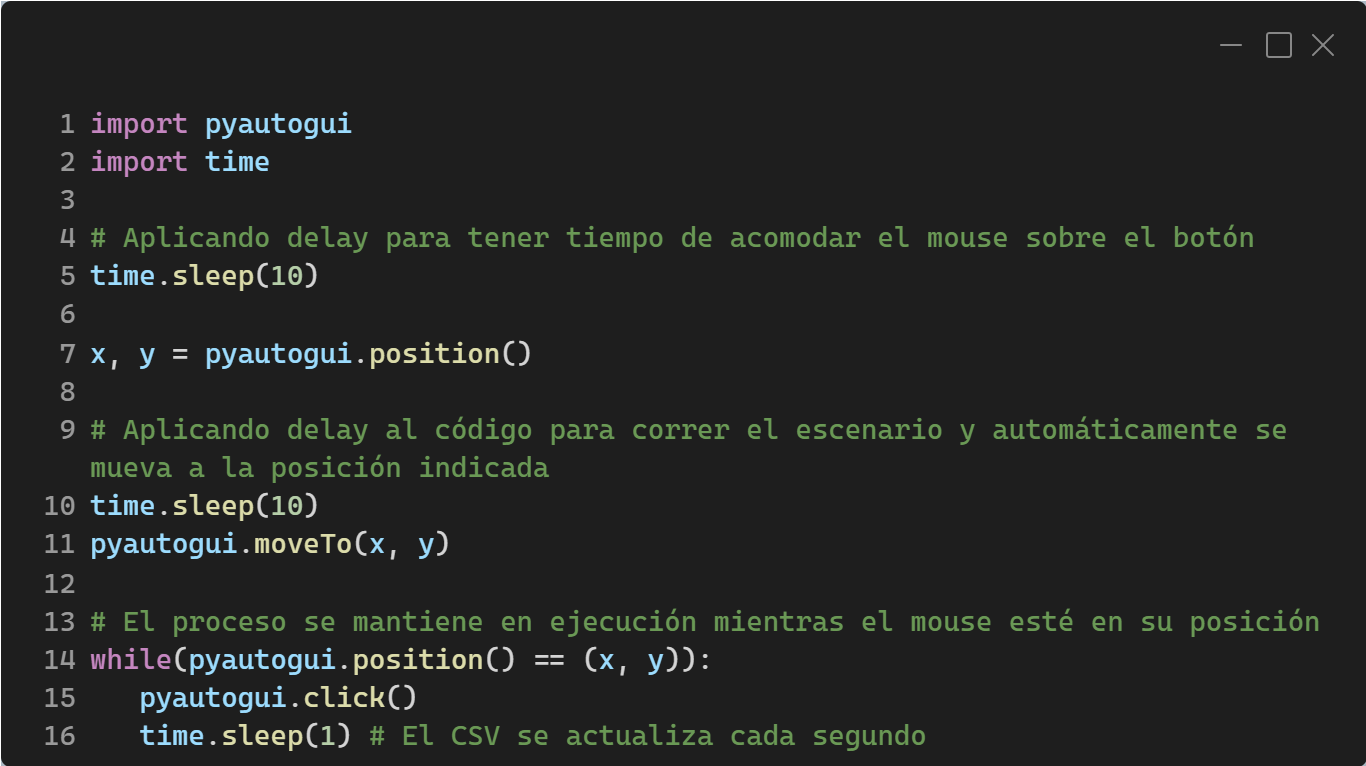 1 import pyautogui
2 import time
3
4 # Aplicando delay para tener tiempo de acomodar el mouse sobre el botón
5 time.sleep(10)
6
7 x, y = pyautogui.position()
8
9 # Aplicando delay al código para correr el escenario y automáticamente se
mueva a la posición indicada
10 time.sleep(10)
11 pyautogui.moveTo(x, y)
12
13 # El proceso se mantiene en ejecución mientras el mouse esté en su posición
14 while(pyautogui.position() == (x, y)):
15    pyautogui.click()
16    time.sleep(1) # El CSV se actualiza cada segundo